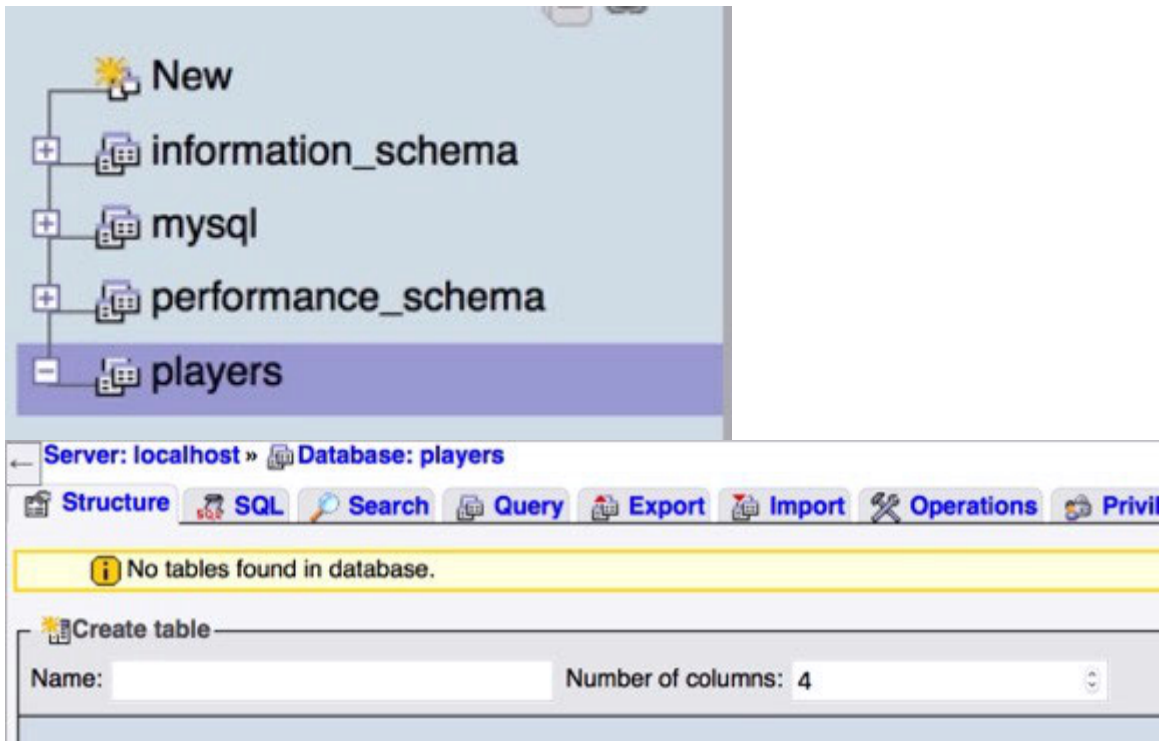 New
information_schema
mysql
performance_schema
players
Server: localhost » Database: players
Structure SQL Search Query Export Import Operations Privil
No tables found in database.
Create table
Name: Number of columns: 4